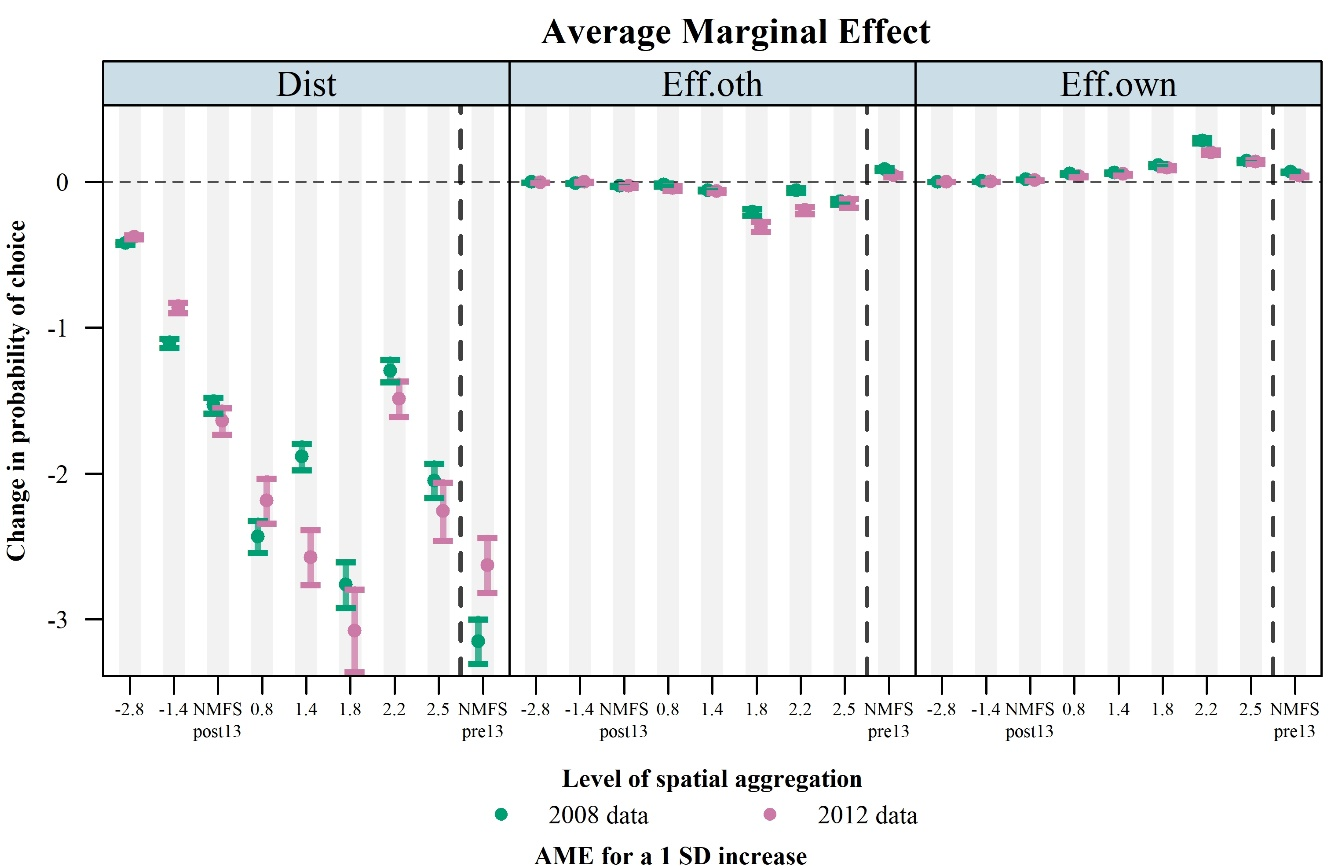 Average Marginal Effect
Dist Eff.oth Eff.own
Change in probability of choice
0
-1
-2
-3
-2.8 -1.4 NMFS post13 0.8 1.4 1.8 2.2 2.5 NMFS pre13
-2.8 -1.4 NMFS post13 0.8 1.4 1.8 2.2 2.5 NMFS pre13
-2.8 -1.4 NMFS post13 0.8 1.4 1.8 2.2 2.5 NMFS pre13
Level of spatial aggregation
2008 data 2012 data
AME for a 1 SD increase